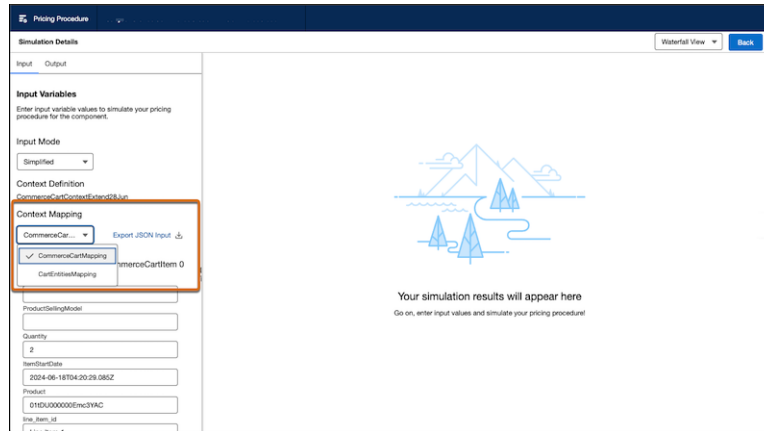 Pricing Procedure
Simulation Details
Waterfall View
Back
Input Output
Input Variables
Enter input variable values to simulate your pricing
procedure for the component.
Input Mode
Simplified
Context Definition
CommerceCartContextExtend28Jun
Context Mapping
CommerceCar...
Export JSON Input
CommerceCartMapping
mmerceCartItem 0
CartEntitiesMapping
ProductSellingModel
Quantity
2
ItemStartDate
2024-06-18T04:20:29.085Z
Product
01tDU000000Emc3YAC
line_item_id
Your simulation results will appear here
Go on, enter input values and simulate your pricing procedure!